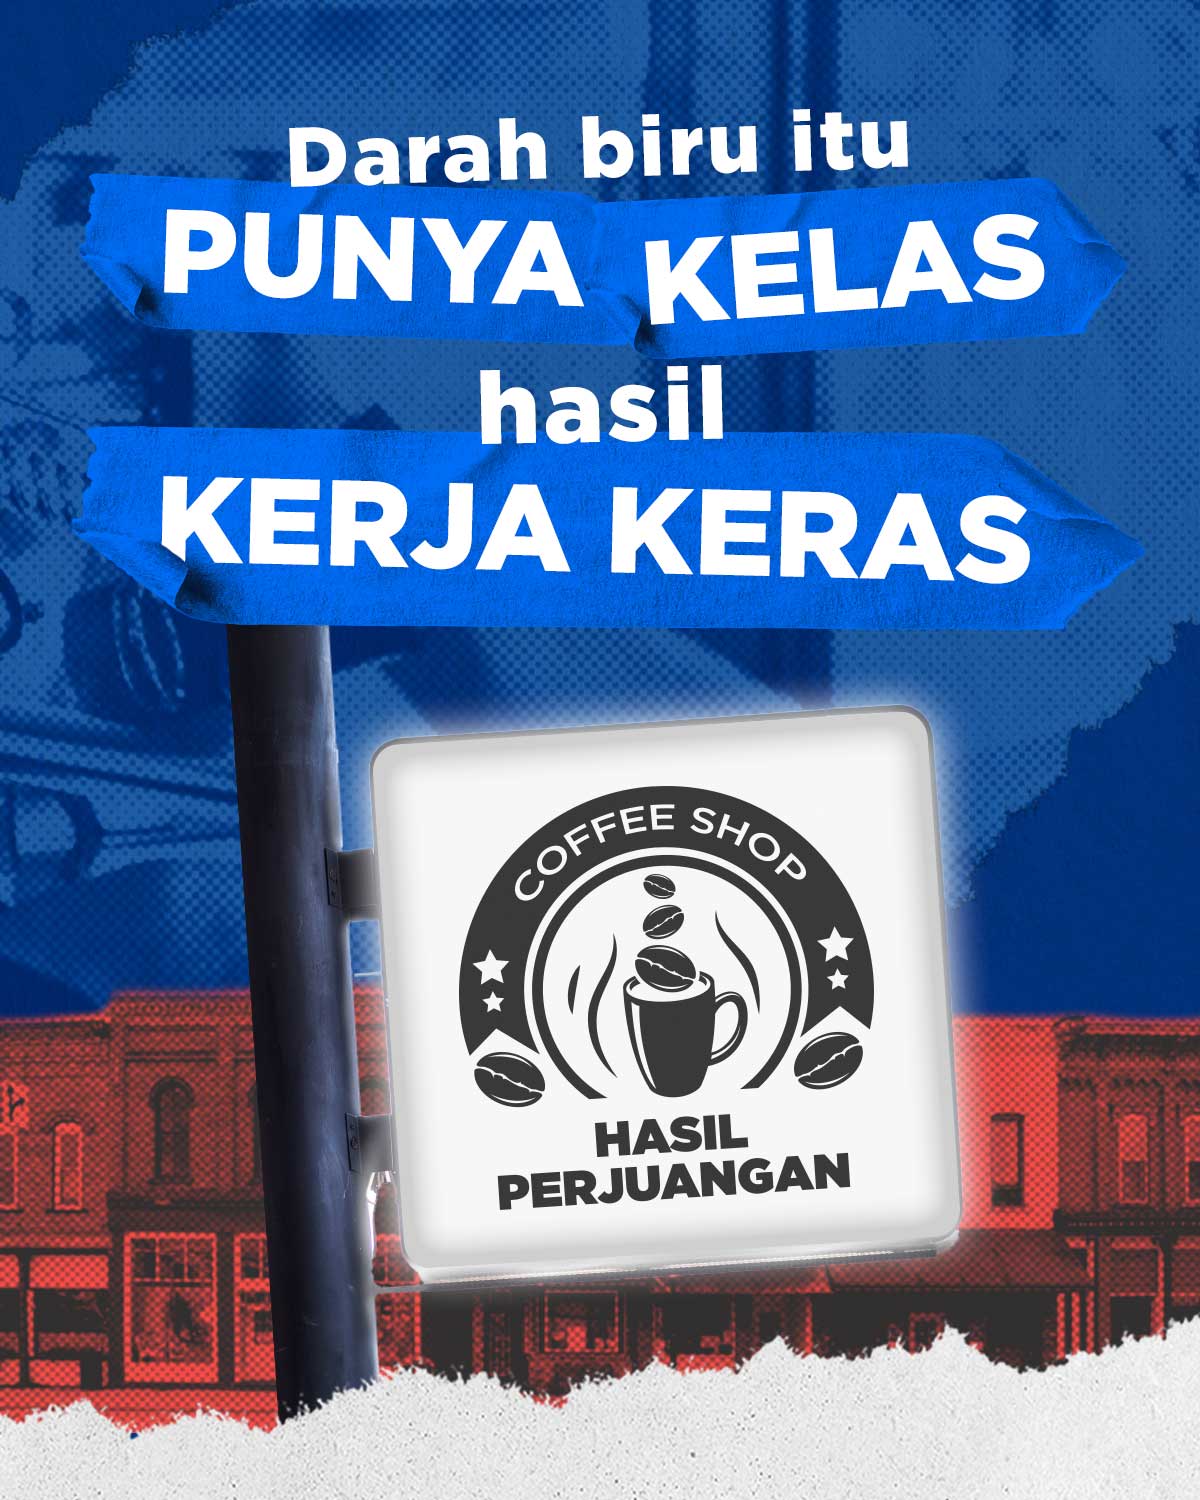 Darah biru itu
PUNYA KELAS
hasil
KERJA KERAS
COFFEE SHOP
HASIL
PERJUANGAN